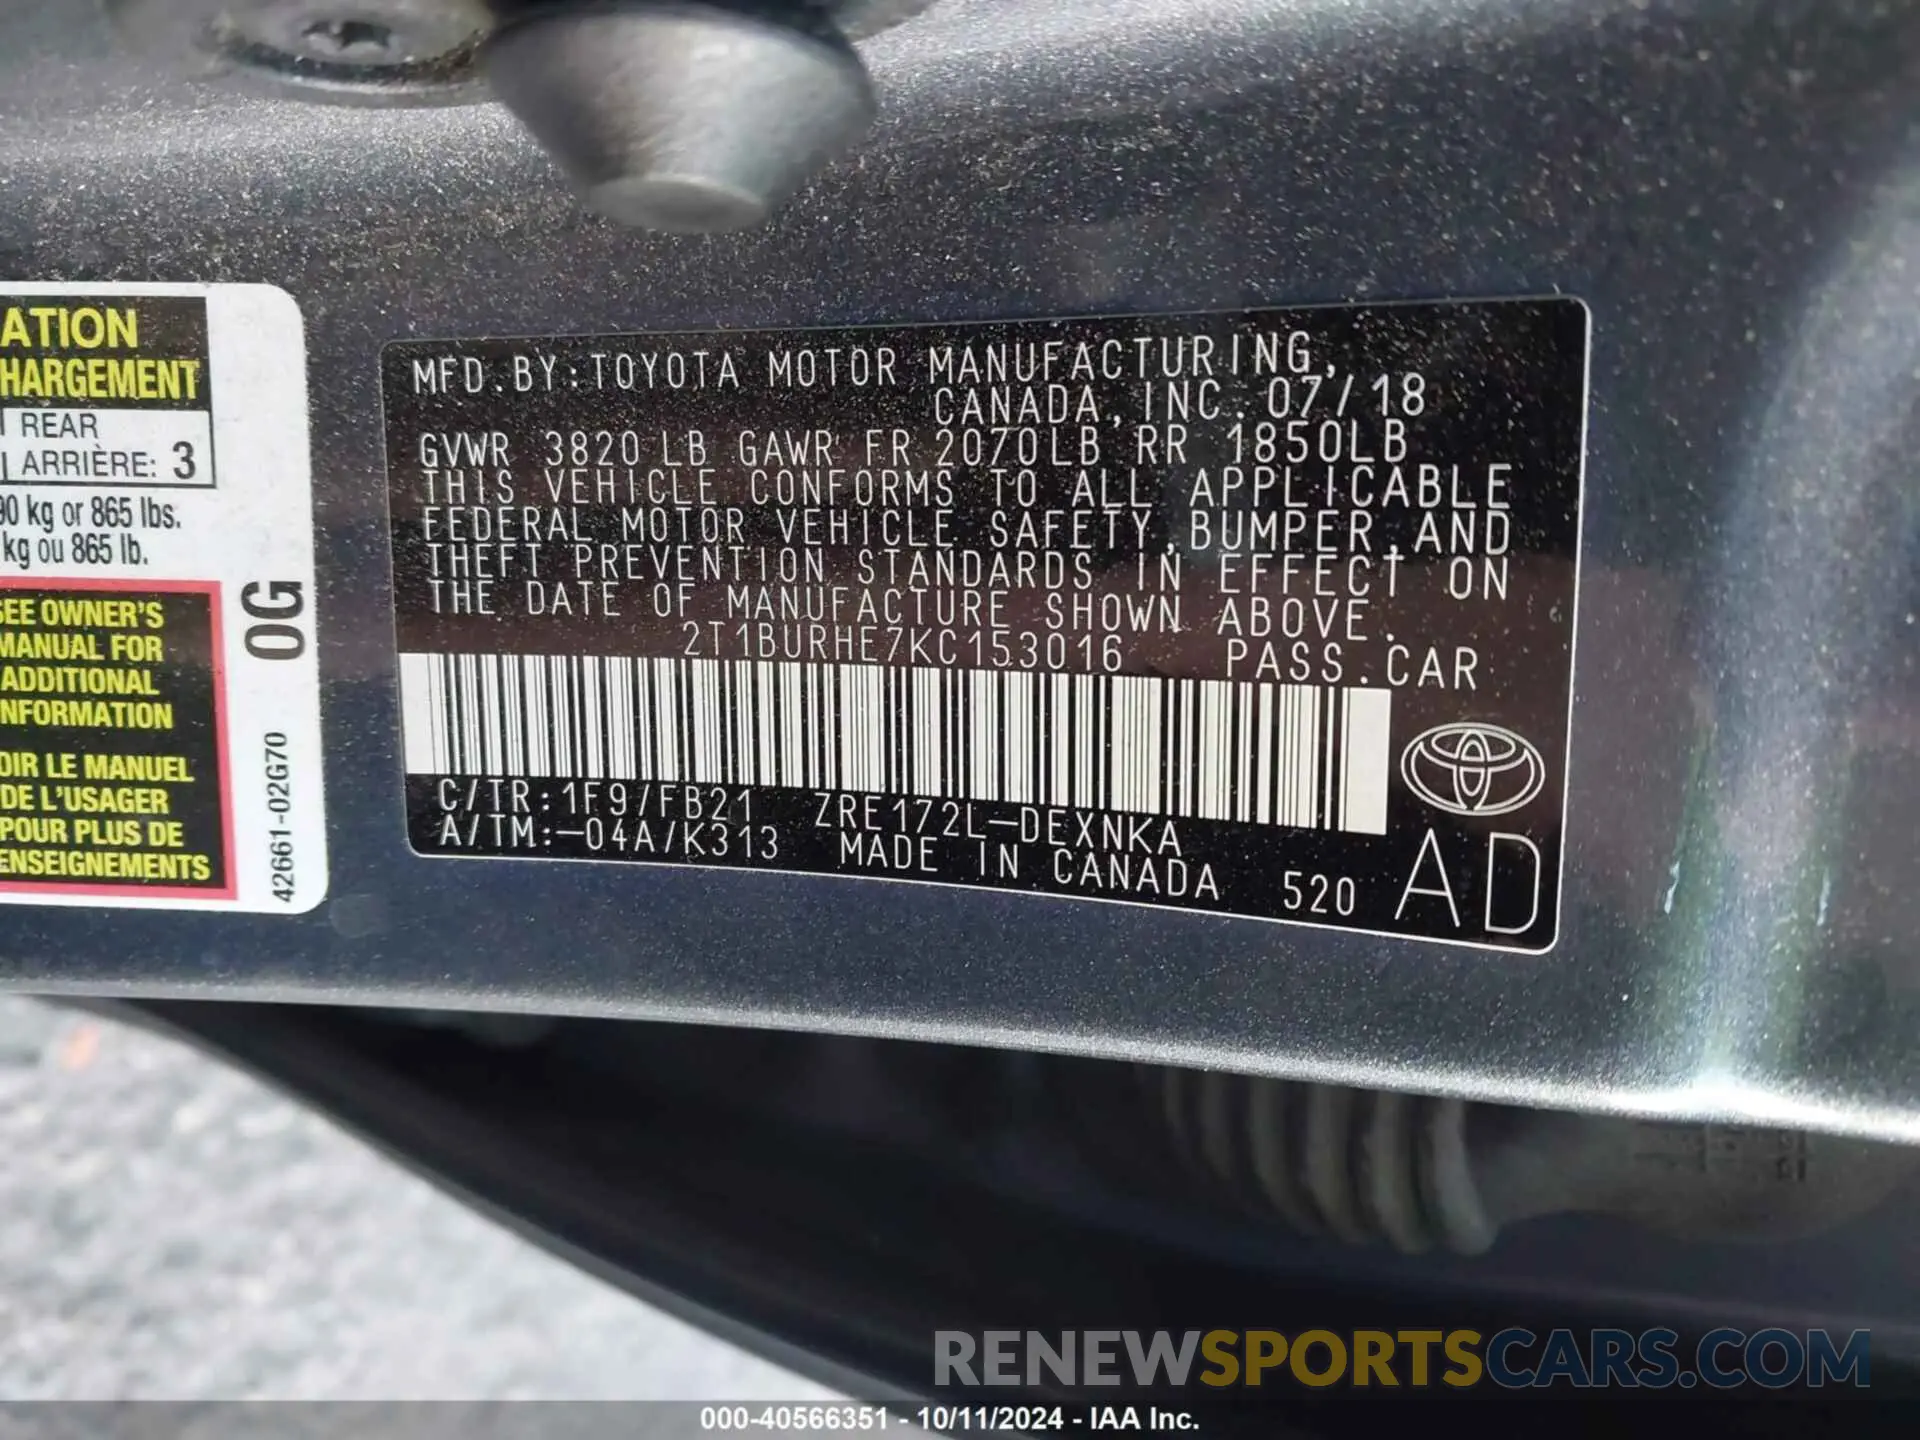 ATION
HARGEMENT
REAR
ARRIÈRE: 3
90 kg or 865 lbs.
kg ou 865 lb.
SEE OWNER'S
MANUAL FOR
ADDITIONAL
INFORMATION
OIR LE MANUEL
DE L'USAGER
POUR PLUS DE
ENSEIGNEMENTS
0G
42661-02G70
MFD.BY:TOYOTA MOTOR MANUFACTURING,
CANADA,INC. 07/18
GVWR 3820 LB GAWR FR 2070LB RR 1850LB
THIS VEHICLE CONFORMS TO ALL APPLICABLE
FEDERAL MOTOR VEHICLE SAFETY,BUMPER,AND
THEFT PREVENTION STANDARDS IN EFFECT ON
THE DATE OF MANUFACTURE SHOWN ABOVE.
2T1BURHE7KC153016 PASS.CAR
C/TR:1F9/FB21 ZRE172L-DEXNKA
A/TM:-04A/K313 MADE IN CANADA 520
AD
RENEWSPORTSCARS.COM
000-40566351 - 10/11/2024 - IAA Inc.